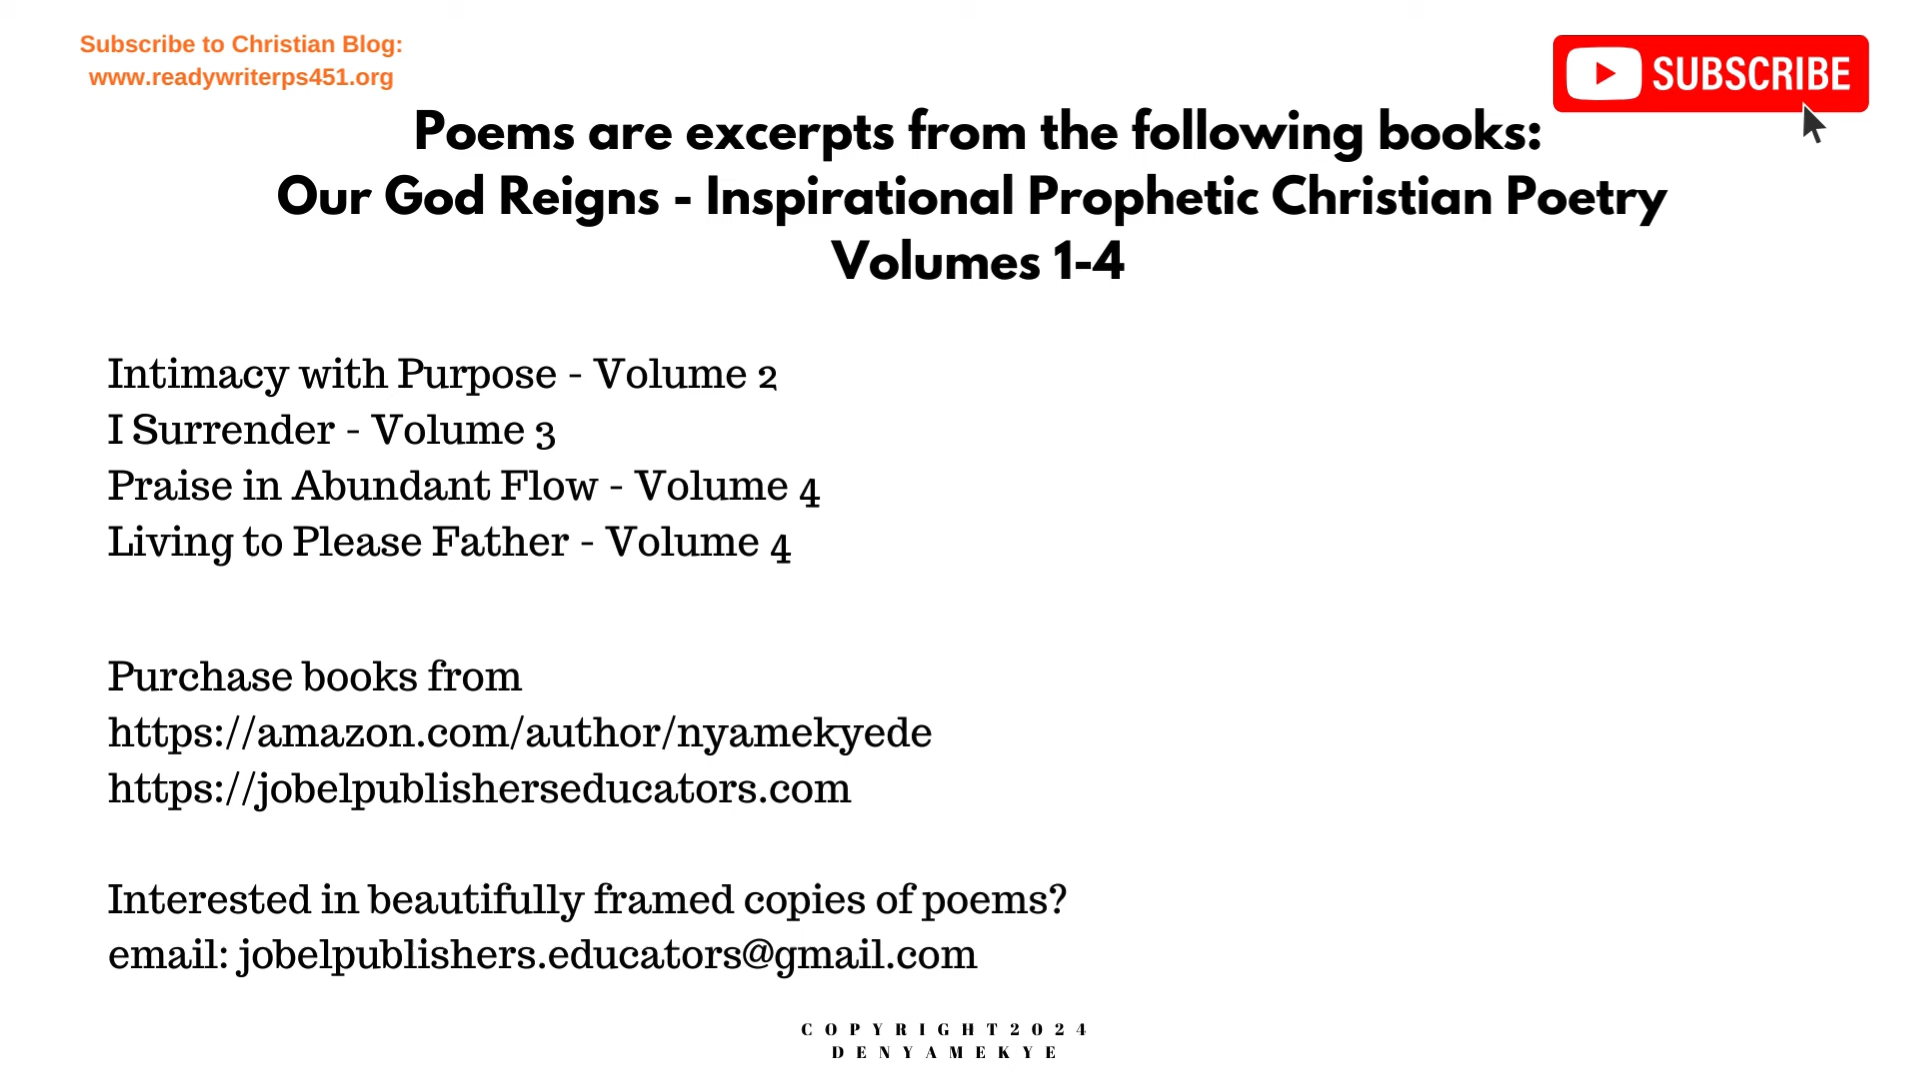 Subscribe to Christian Blog:
www.readywriterps451.org
SUBSCRIBE
Poems are excerpts from the following books:
Our God Reigns - Inspirational Prophetic Christian Poetry
Volumes 1-4
Intimacy with Purpose - Volume 2
I Surrender - Volume 3
Praise in Abundant Flow - Volume 4
Living to Please Father - Volume 4
Purchase books from
https://amazon.com/author/nyamekyede
https://jobelpublisherseducators.com
Interested in beautifully framed copies of poems?
email: jobelpublishers.educators@gmail.com
COPYRIGHT2024
DENYAMEKYE